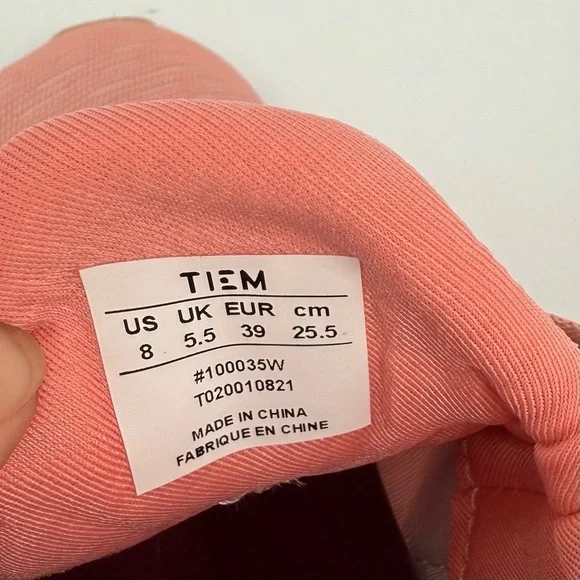 TIEM
US UK EUR cm
8 5.5 39 25.5
#100035W
T020010821
MADE IN CHINA
FABRIQUE EN CHINE